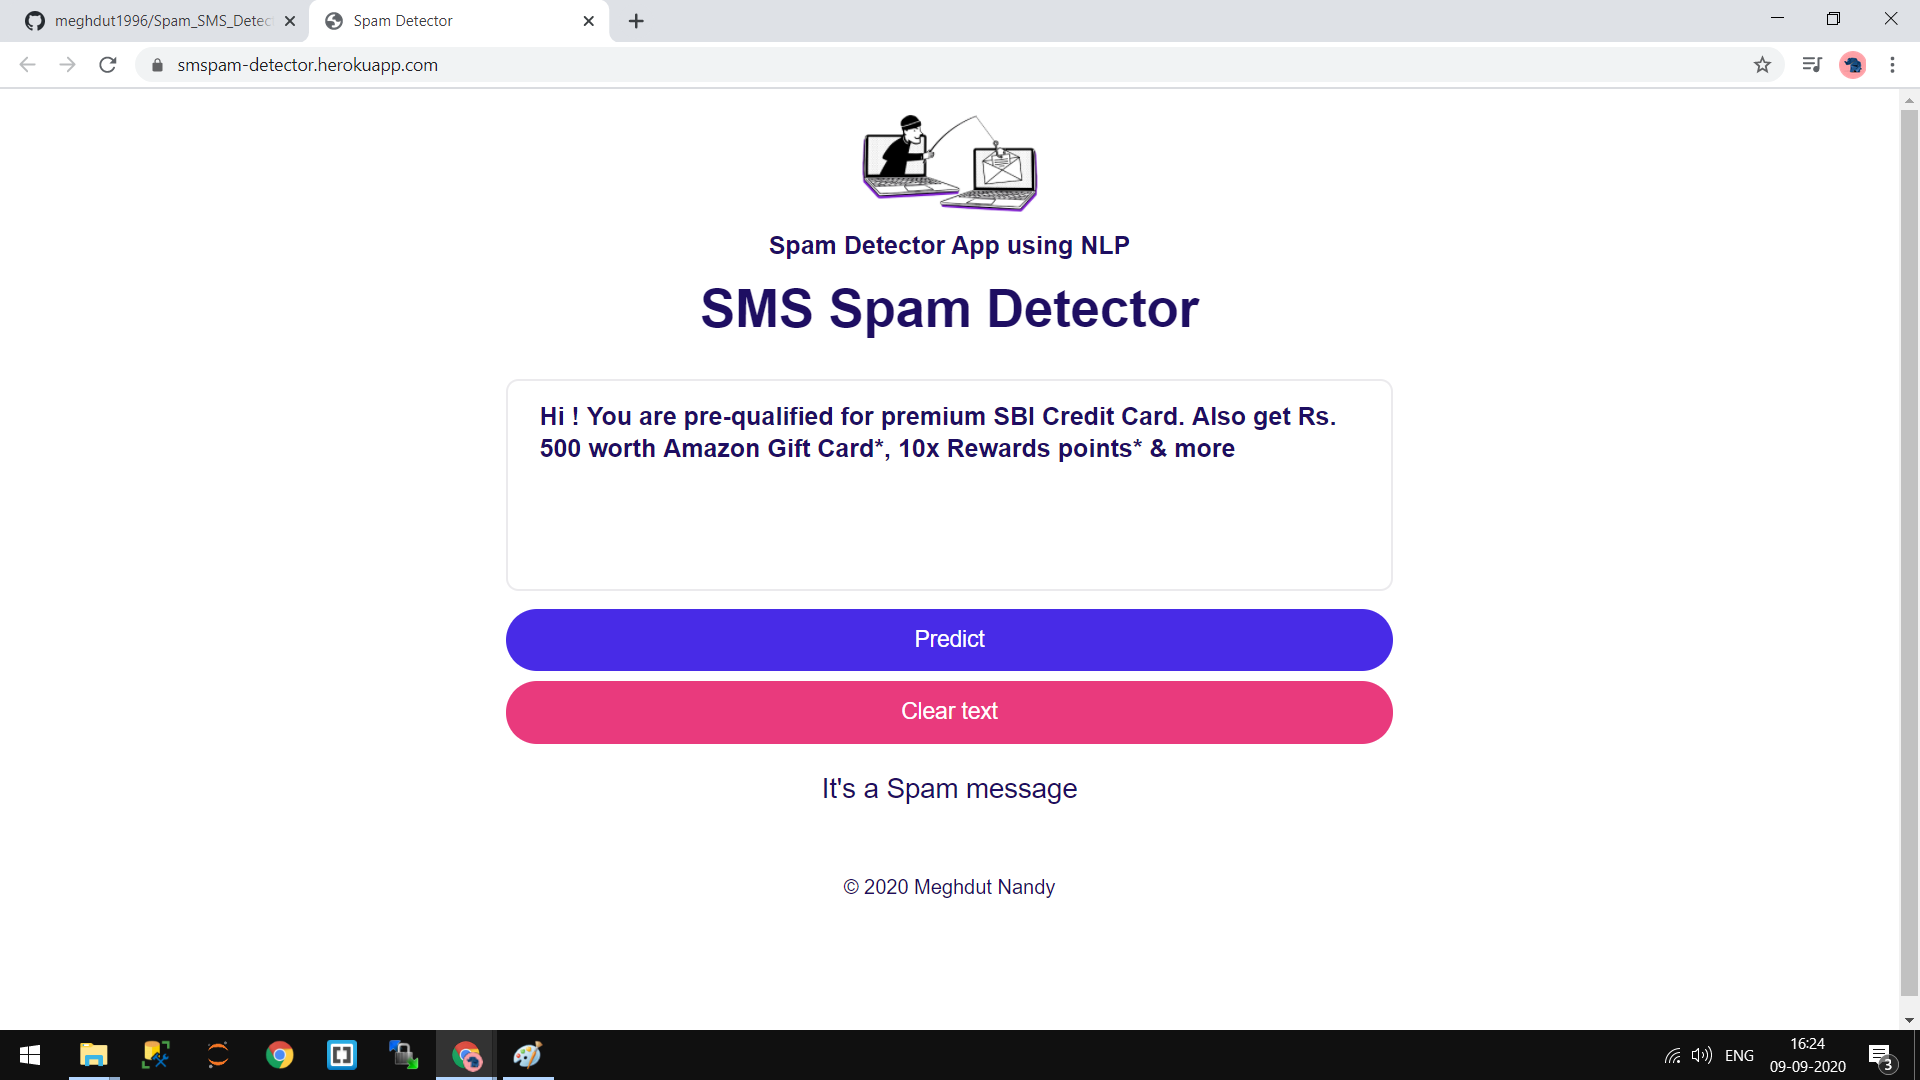 meghdut1996/Spam_SMS_Detec
Spam Detector
smspam-detector.herokuapp.com
Spam Detector App using NLP
SMS Spam Detector
Hi ! You are pre-qualified for premium SBI Credit Card. Also get Rs.
500 worth Amazon Gift Card*, 10x Rewards points* & more
Predict
Clear text
It's a Spam message
© 2020 Meghdut Nandy
ENG
16:24
09-09-2020
3